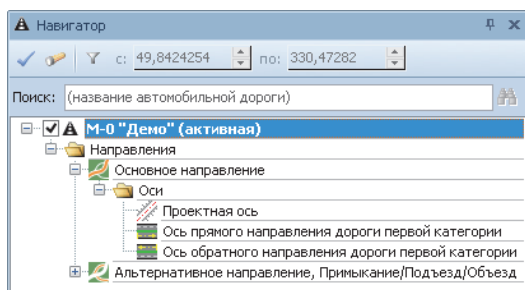 Навигатор
с: 49,8424254 по: 330,47282
Поиск: (название автомобильной дороги)
М-0 "Демо" (активная)
Направления
Основное направление
Оси
Проектная ось
Ось прямого направления дороги первой категории
Ось обратного направления дороги первой категории
Альтернативное направление, Примыкание/Подъезд/Объезд